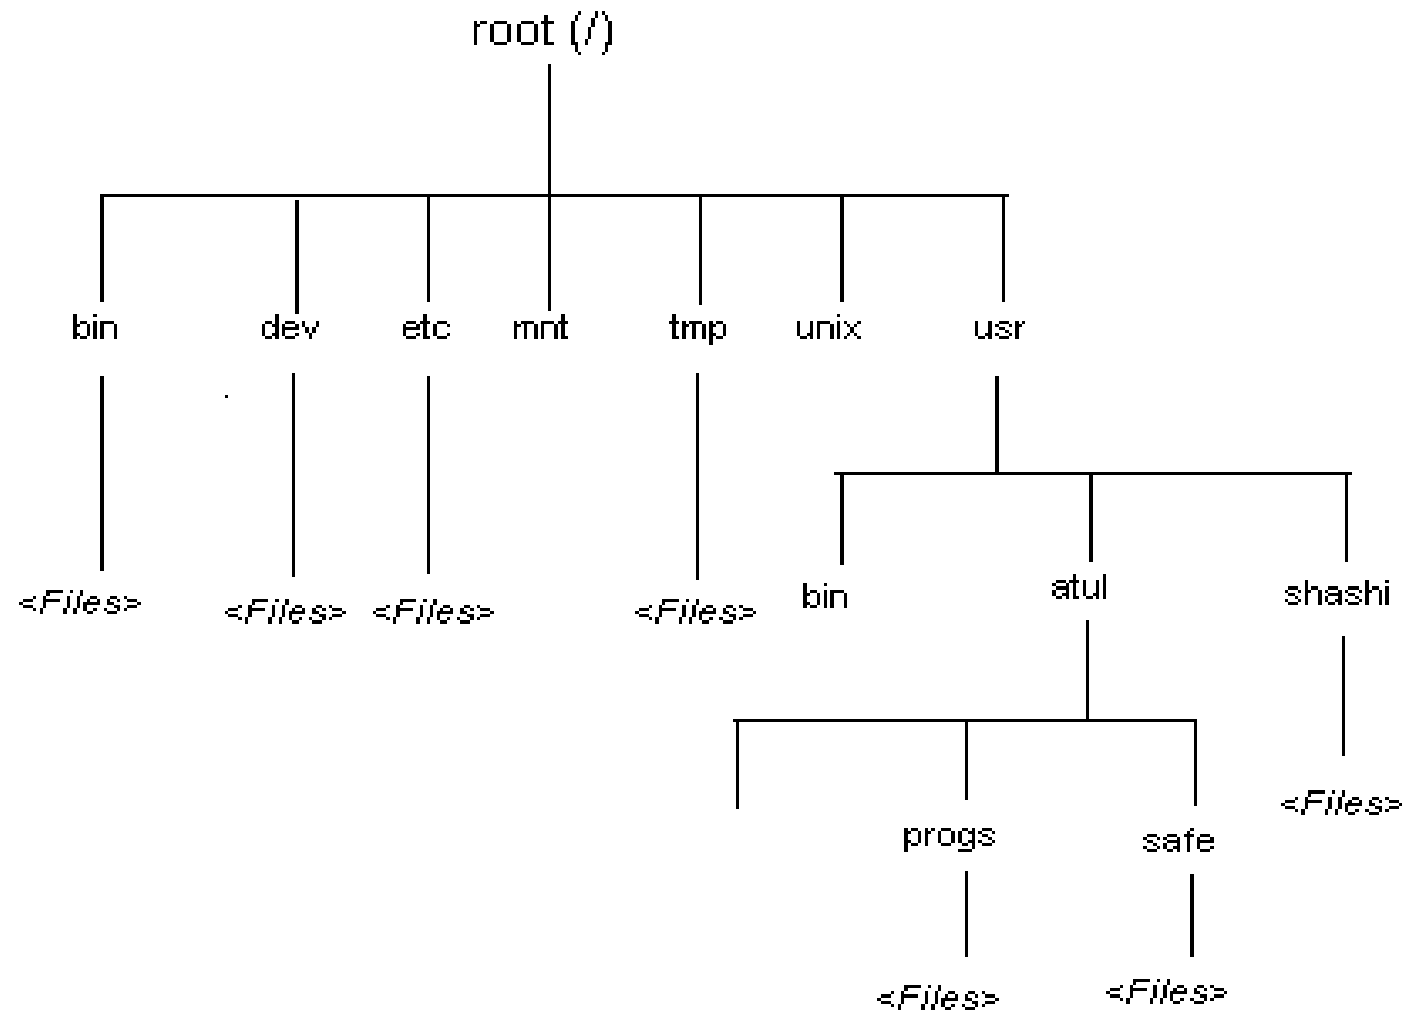 root (/)
bin dev etc mnt tmp unix usr
<Files> <Files> <Files> <Files> bin atul shashi
<Files>
progs safe
<Files> <Files>